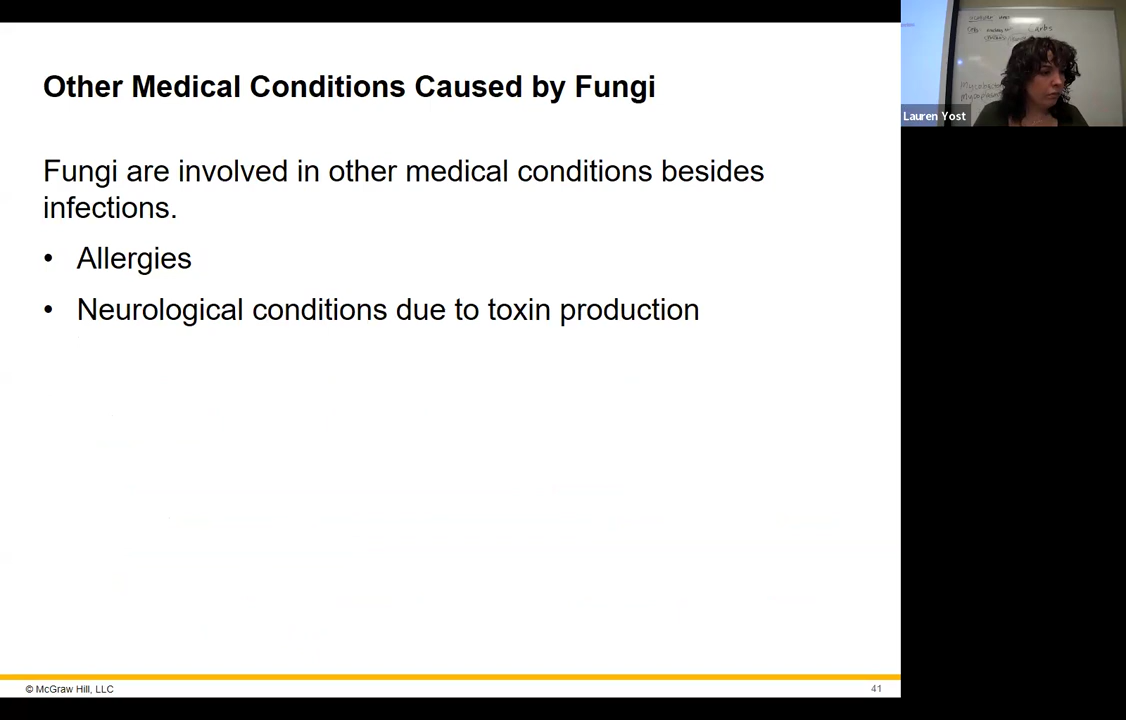 Other Medical Conditions Caused by Fungi
Fungi are involved in other medical conditions besides
infections.
• Allergies
• Neurological conditions due to toxin production
© McGraw Hill, LLC
41
Carbs
Lauren Yost